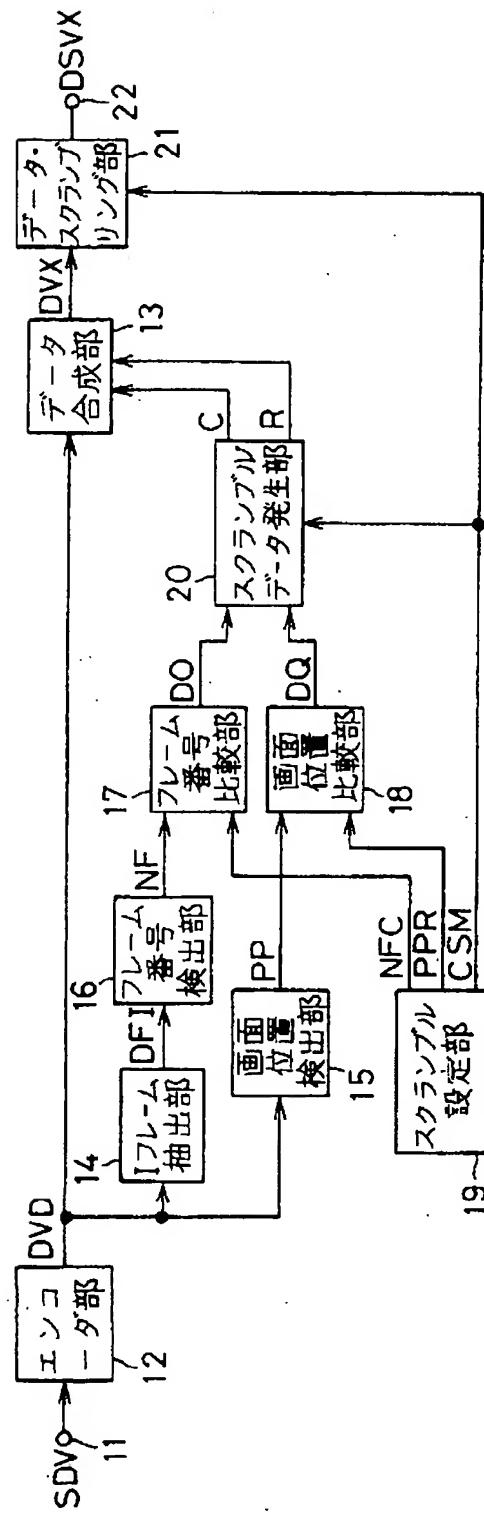 SDV
11
エンコ
ーダ部
12
DVD
14
Iフレーム
抽出部
DFI
16
フレーム
番号
検出部
NF
17
フレーム
番号
比較部
DO
画面
位置
検出部
15
PP
画面
位置
比較部
18
DQ
スクランブル
設定部
19
NFC
PPR
CSM
20
スクランブル
データ発生部
C
R
データ
合成部
13
DVX
データ・
スクランブ
リング部
21
22
DSVX